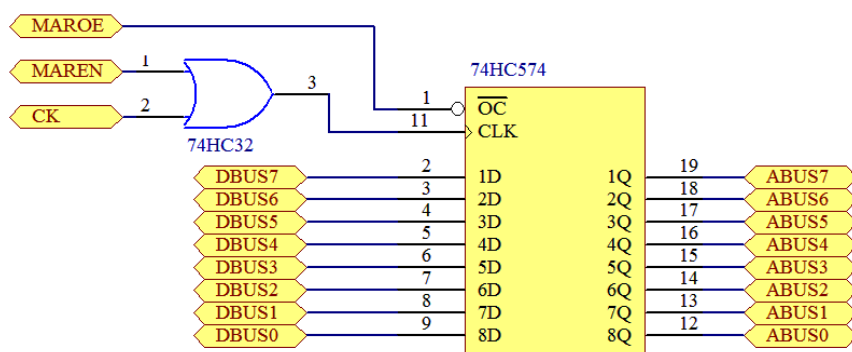 MAROE
MAREN 1
CK 2
3
74HC32
74HC574
1 OC
11 CLK
DBUS7 2 1D 1Q 19 ABUS7
DBUS6 3 2D 2Q 18 ABUS6
DBUS5 4 3D 3Q 17 ABUS5
DBUS4 5 4D 4Q 16 ABUS4
DBUS3 6 5D 5Q 15 ABUS3
DBUS2 7 6D 6Q 14 ABUS2
DBUS1 8 7D 7Q 13 ABUS1
DBUS0 9 8D 8Q 12 ABUS0